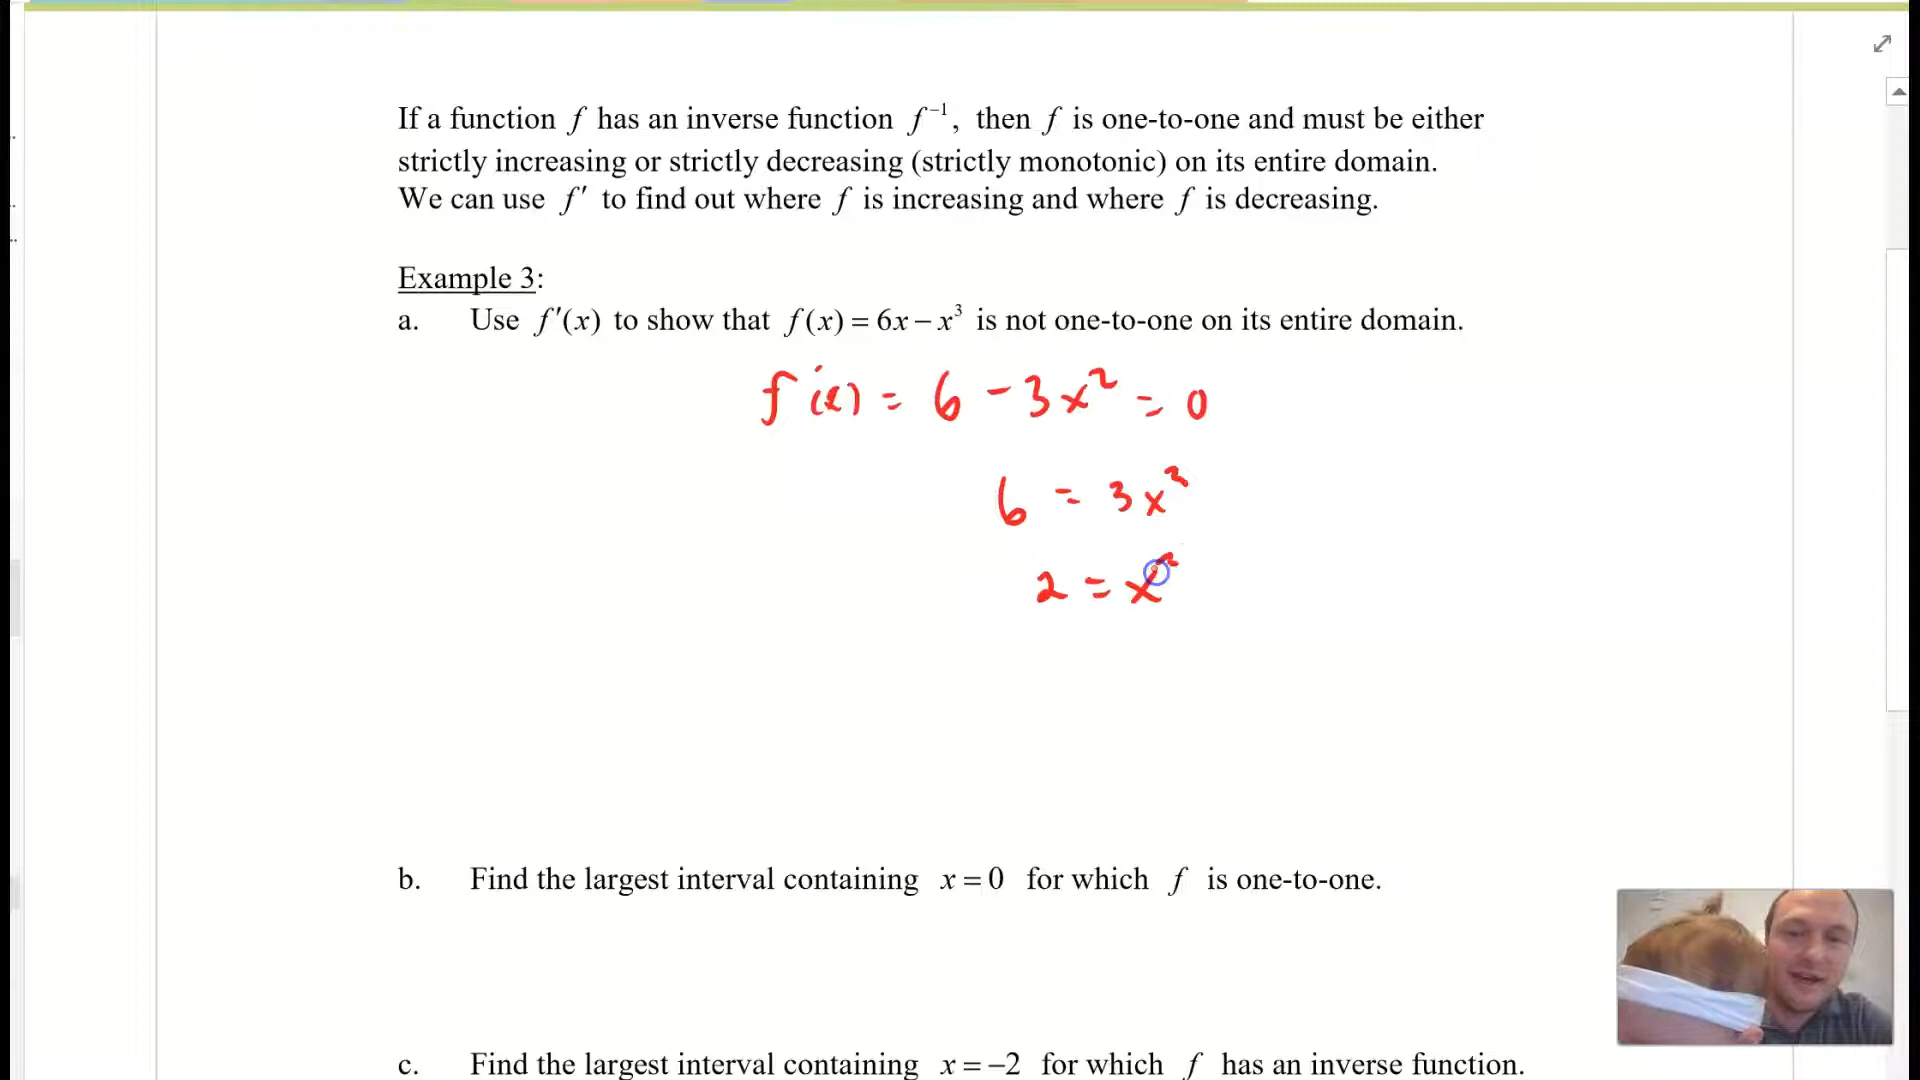 If a function f has an inverse function f⁻¹, then f is one-to-one and must be either
strictly increasing or strictly decreasing (strictly monotonic) on its entire domain.
We can use f′ to find out where f is increasing and where f is decreasing.
Example 3:
a. Use f′(x) to show that f(x) = 6x − x³ is not one-to-one on its entire domain.
f'(x) = 6 - 3x² = 0
6 = 3x²
2 = x²
b. Find the largest interval containing x = 0 for which f is one-to-one.
c. Find the largest interval containing x = −2 for which f has an inverse function.